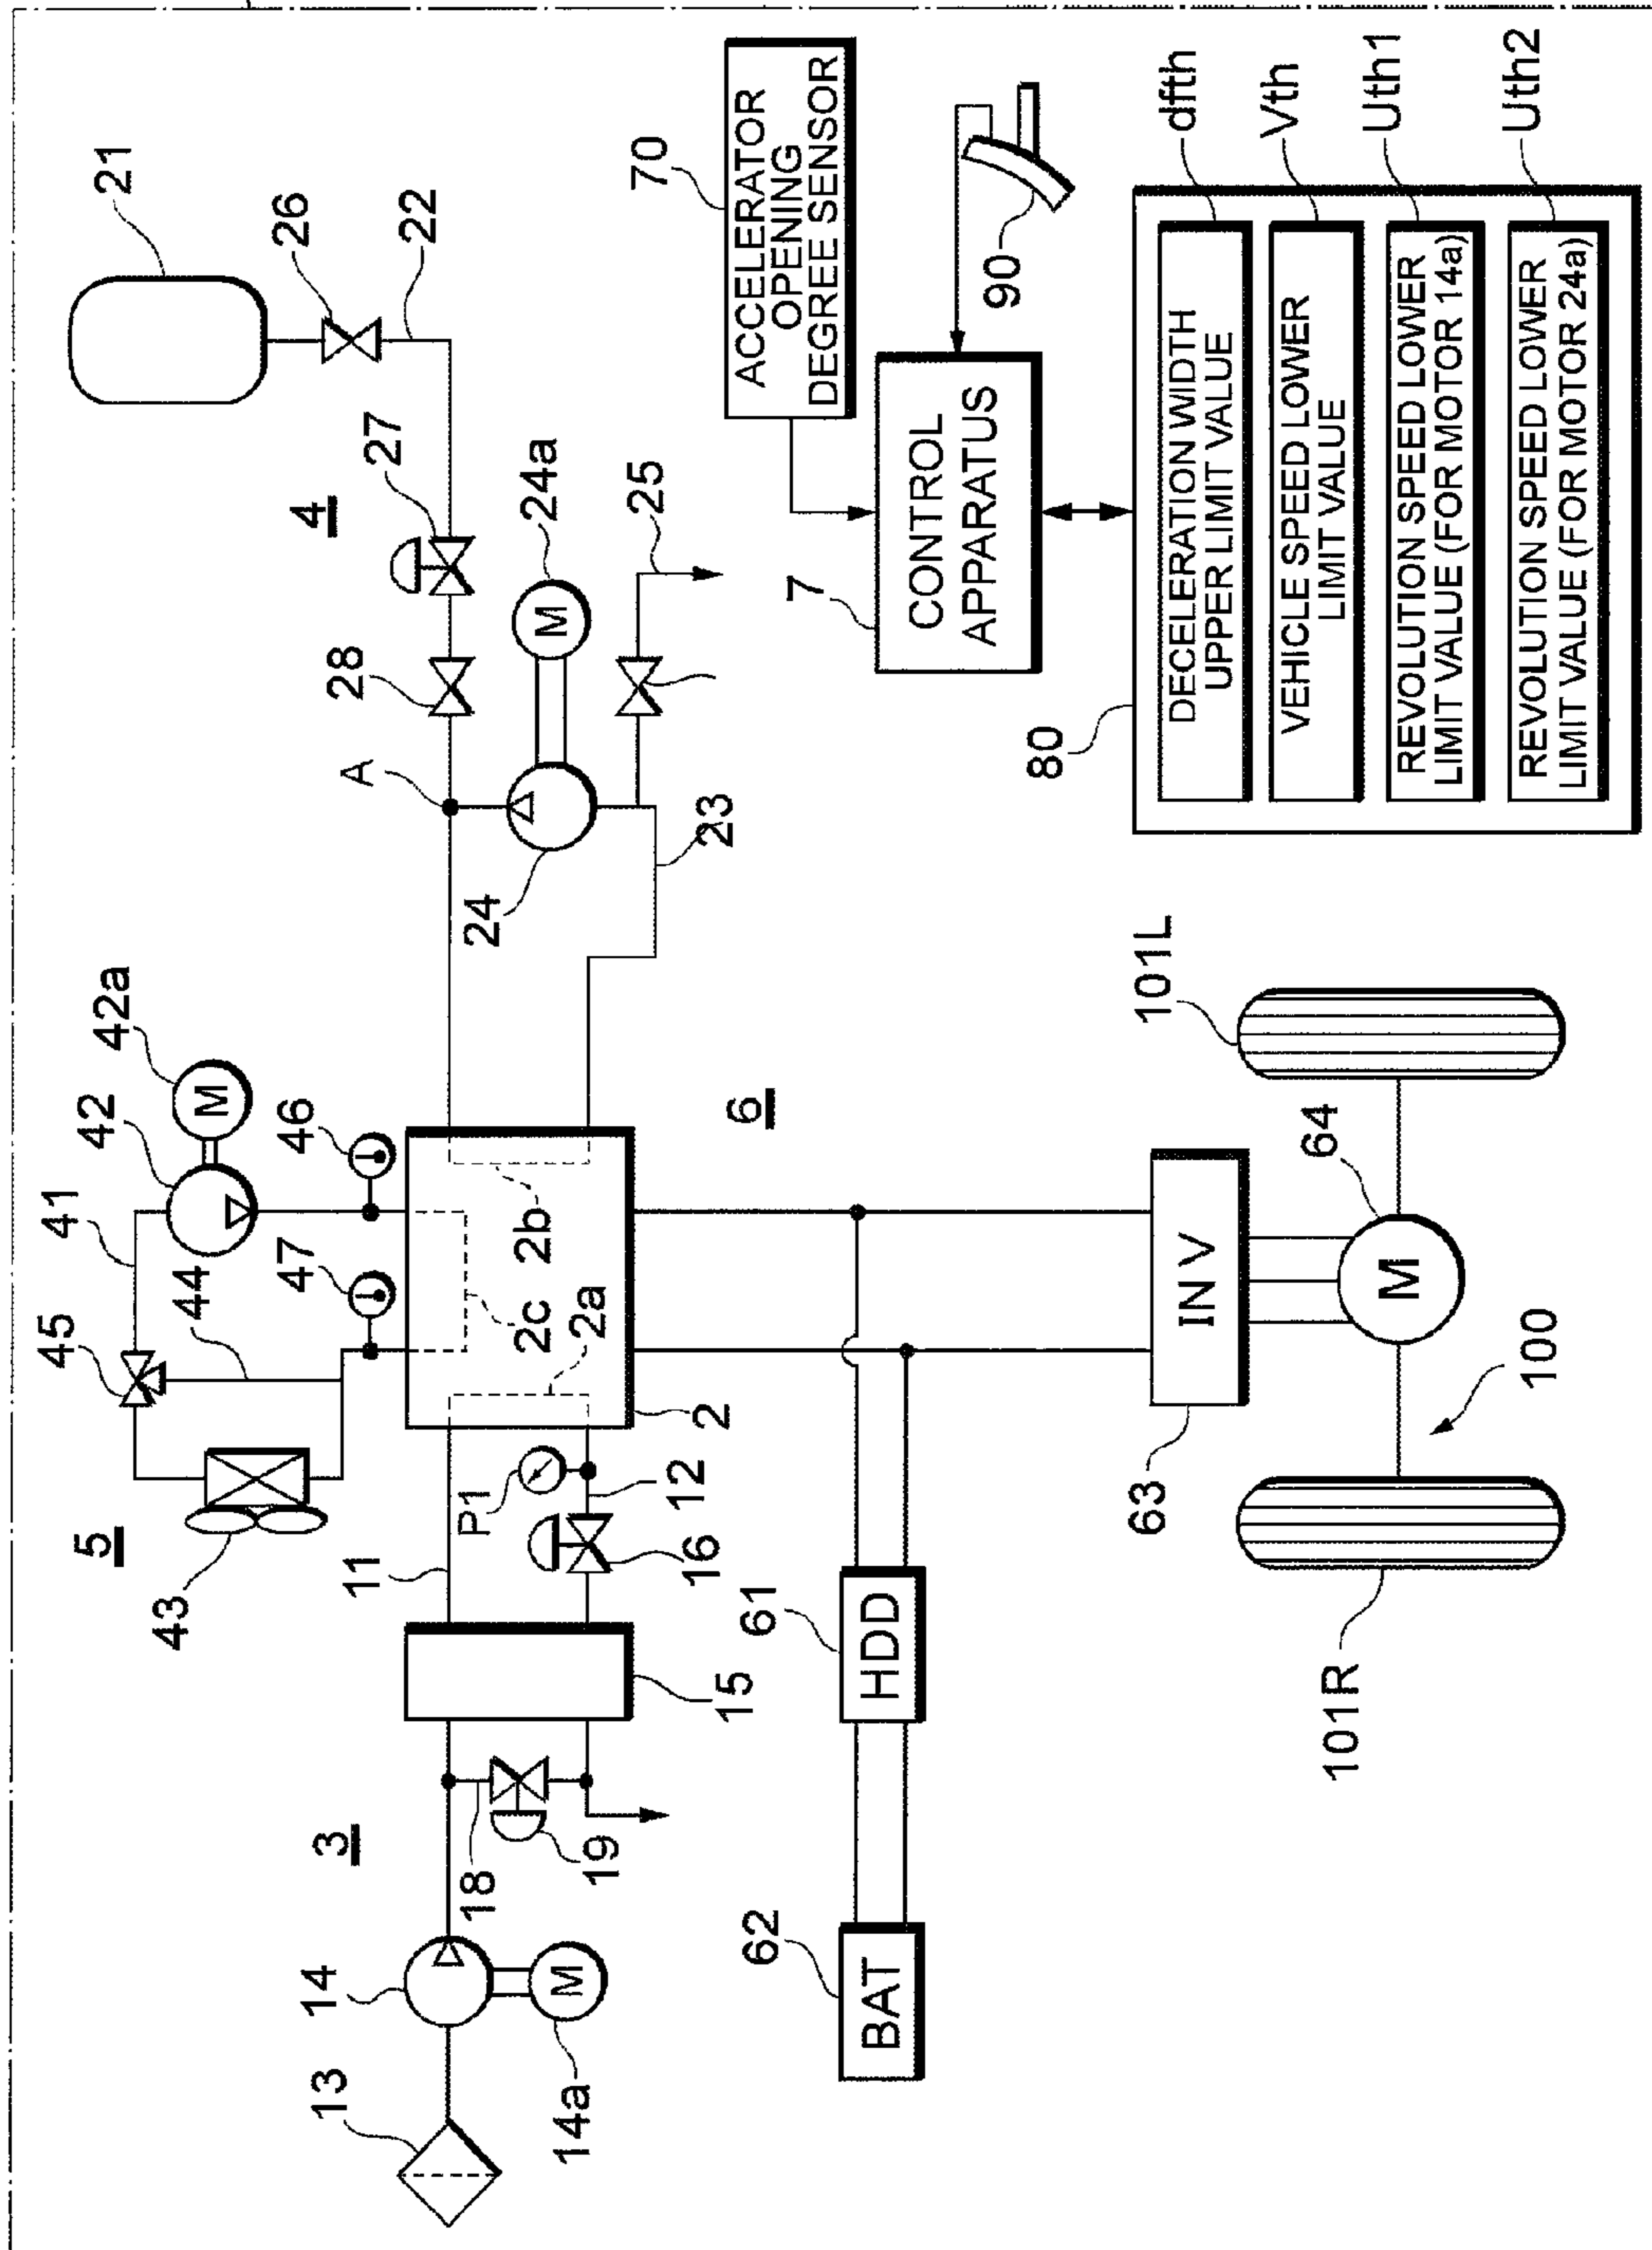 21
26
22
27
4
24a
25
28
A
24
23
42a
42
41
46
47
44
45
43
5
M
M
6
2b
2c
2a
2
P1
12
16
11
15
3
18
19
14
14a
M
13
70
ACCELERATOR
OPENING
DEGREE SENSOR
7
CONTROL
APPARATUS
90
80
DECELERATION WIDTH
UPPER LIMIT VALUE
dfth
VEHICLE SPEED LOWER
LIMIT VALUE
Vth
REVOLUTION SPEED LOWER
LIMIT VALUE (FOR MOTOR 14a)
Uth1
REVOLUTION SPEED LOWER
LIMIT VALUE (FOR MOTOR 24a)
Uth2
61
HDD
62
BAT
63
INV
64
M
100
101L
101R